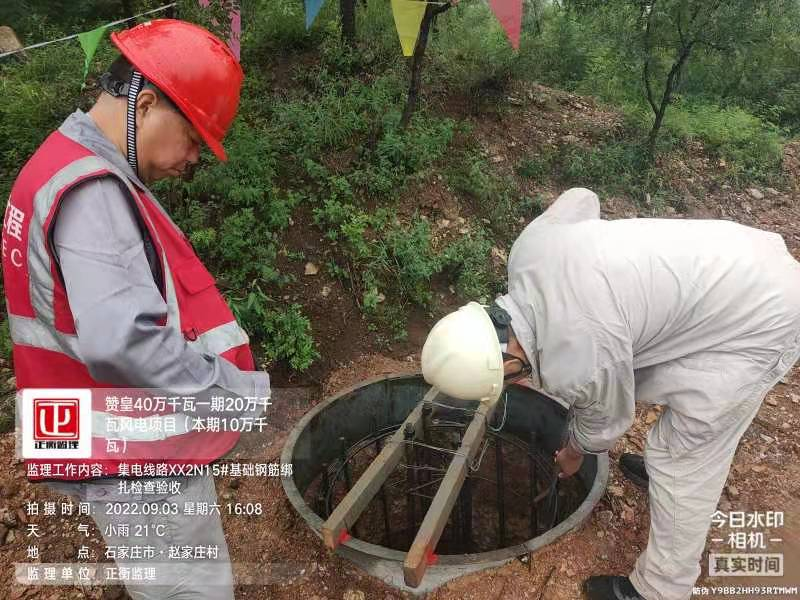 程
E C
正衡监理
赞皇40万千瓦一期20万千
瓦风电项目（本期10万千
瓦）
监理内容： 集电线路XX2N15#基础钢筋绑
扎检查验收
拍摄时间： 2022.09.03 星期六 16:08
天 气： 小雨 21℃
地 点： 石家庄市·赵家庄村
监理单位： 正衡监理
今日水印
相机
真实时间
防伪 Y9BB2HH93RTMWM